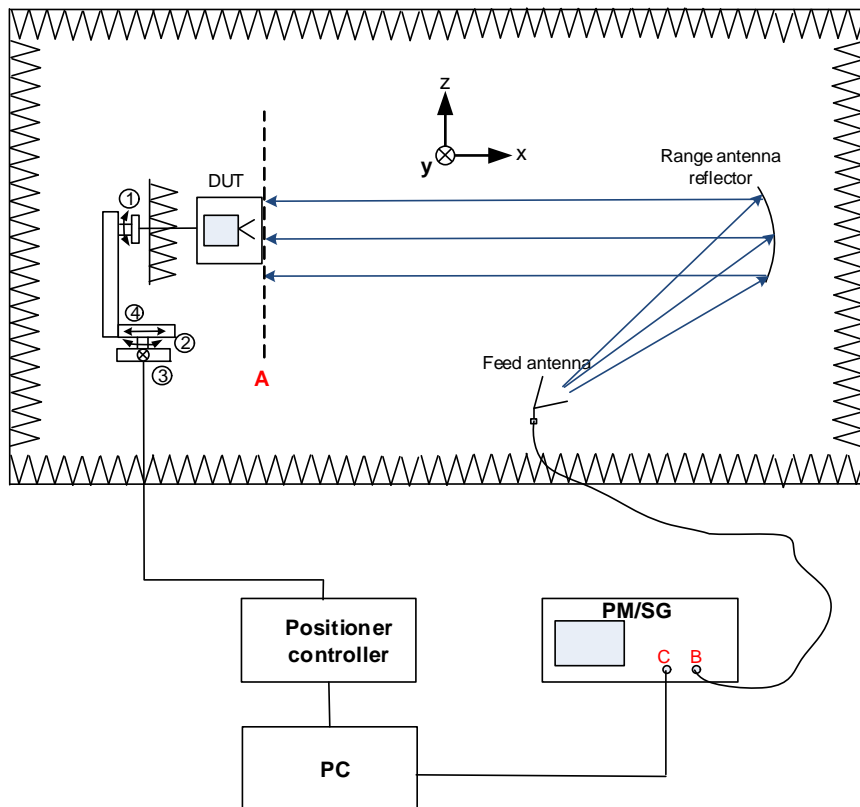 z
x
y
Range antenna
reflector
DUT
①
④
②
③
A
Feed antenna
Positioner
controller
PM/SG
C B
PC